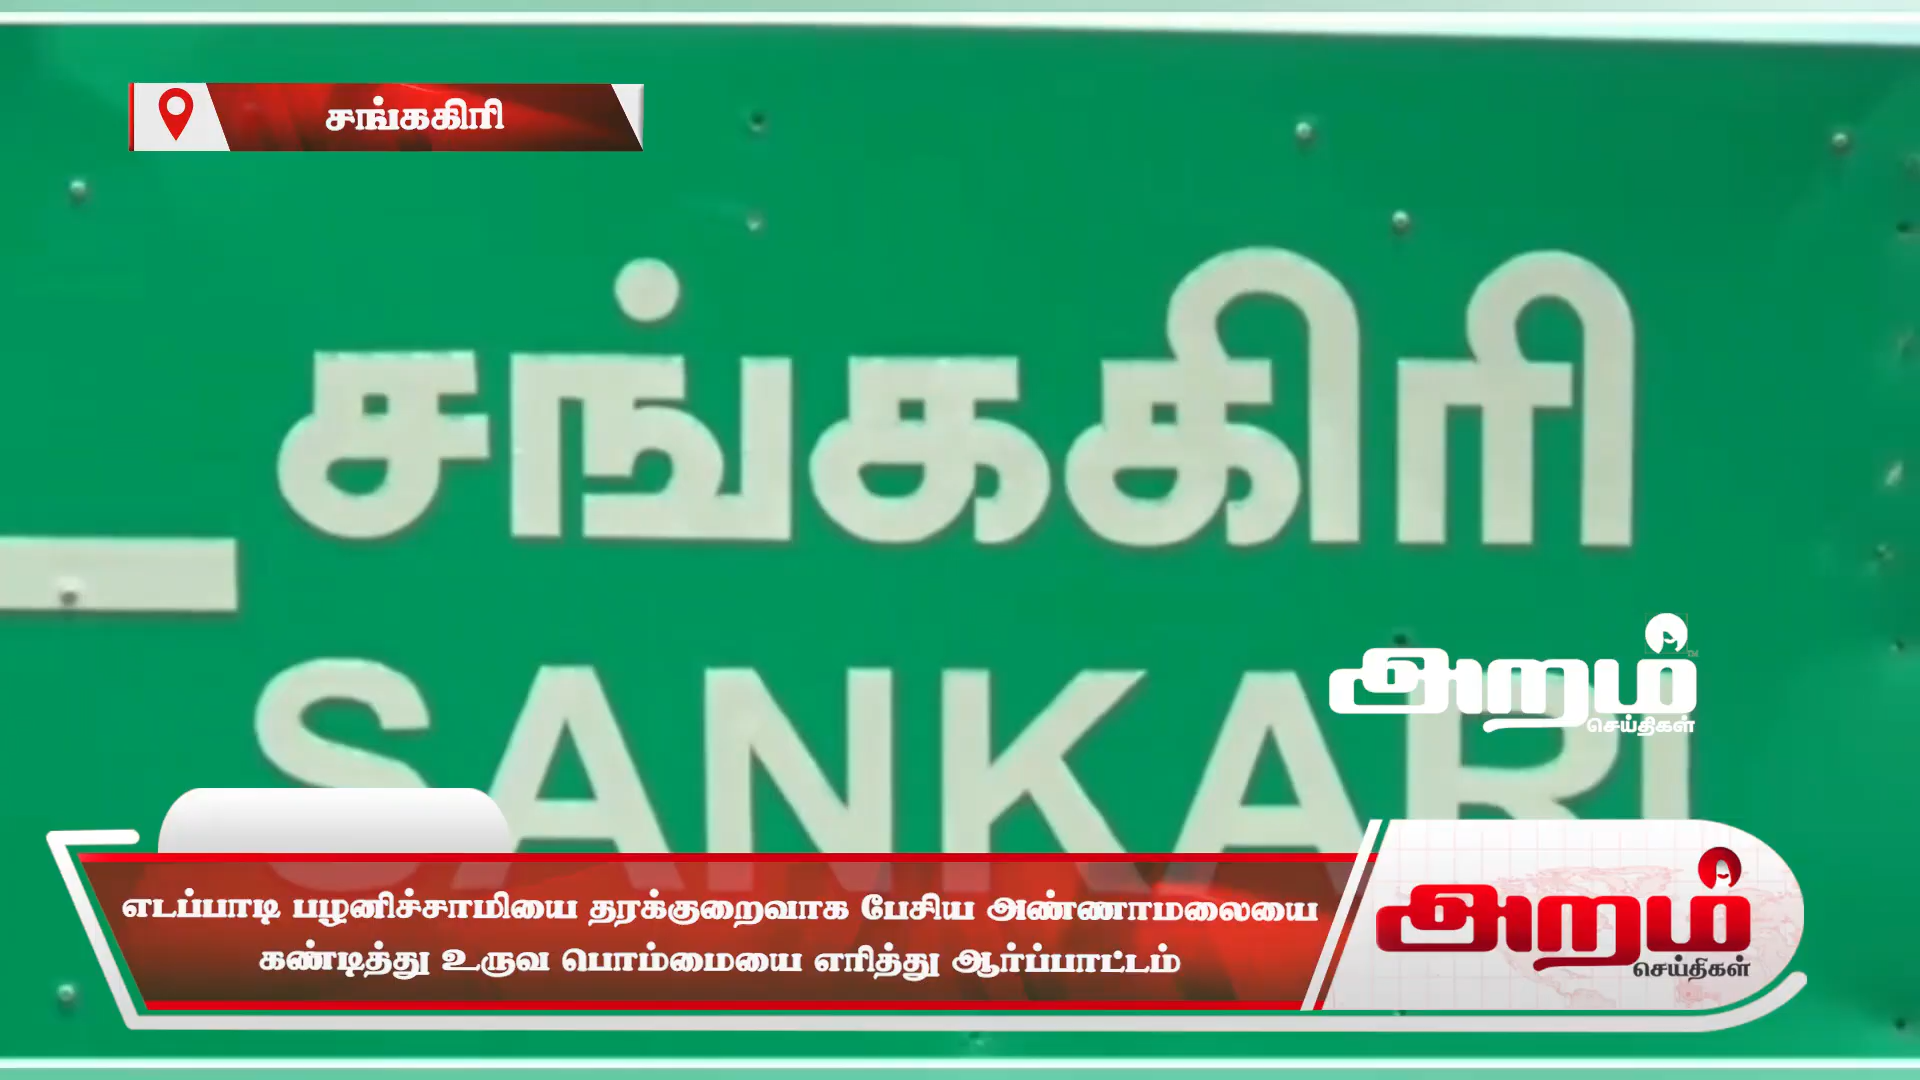 சங்ககிரி
சங்ககிரி
SANKARI
அறம்
செய்திகள்
எடப்பாடி பழனிச்சாமியை தரக்குறைவாக பேசிய அண்ணாமலையை
கண்டித்து உருவ பொம்மையை எரித்து ஆர்ப்பாட்டம்
அறம்
செய்திகள்